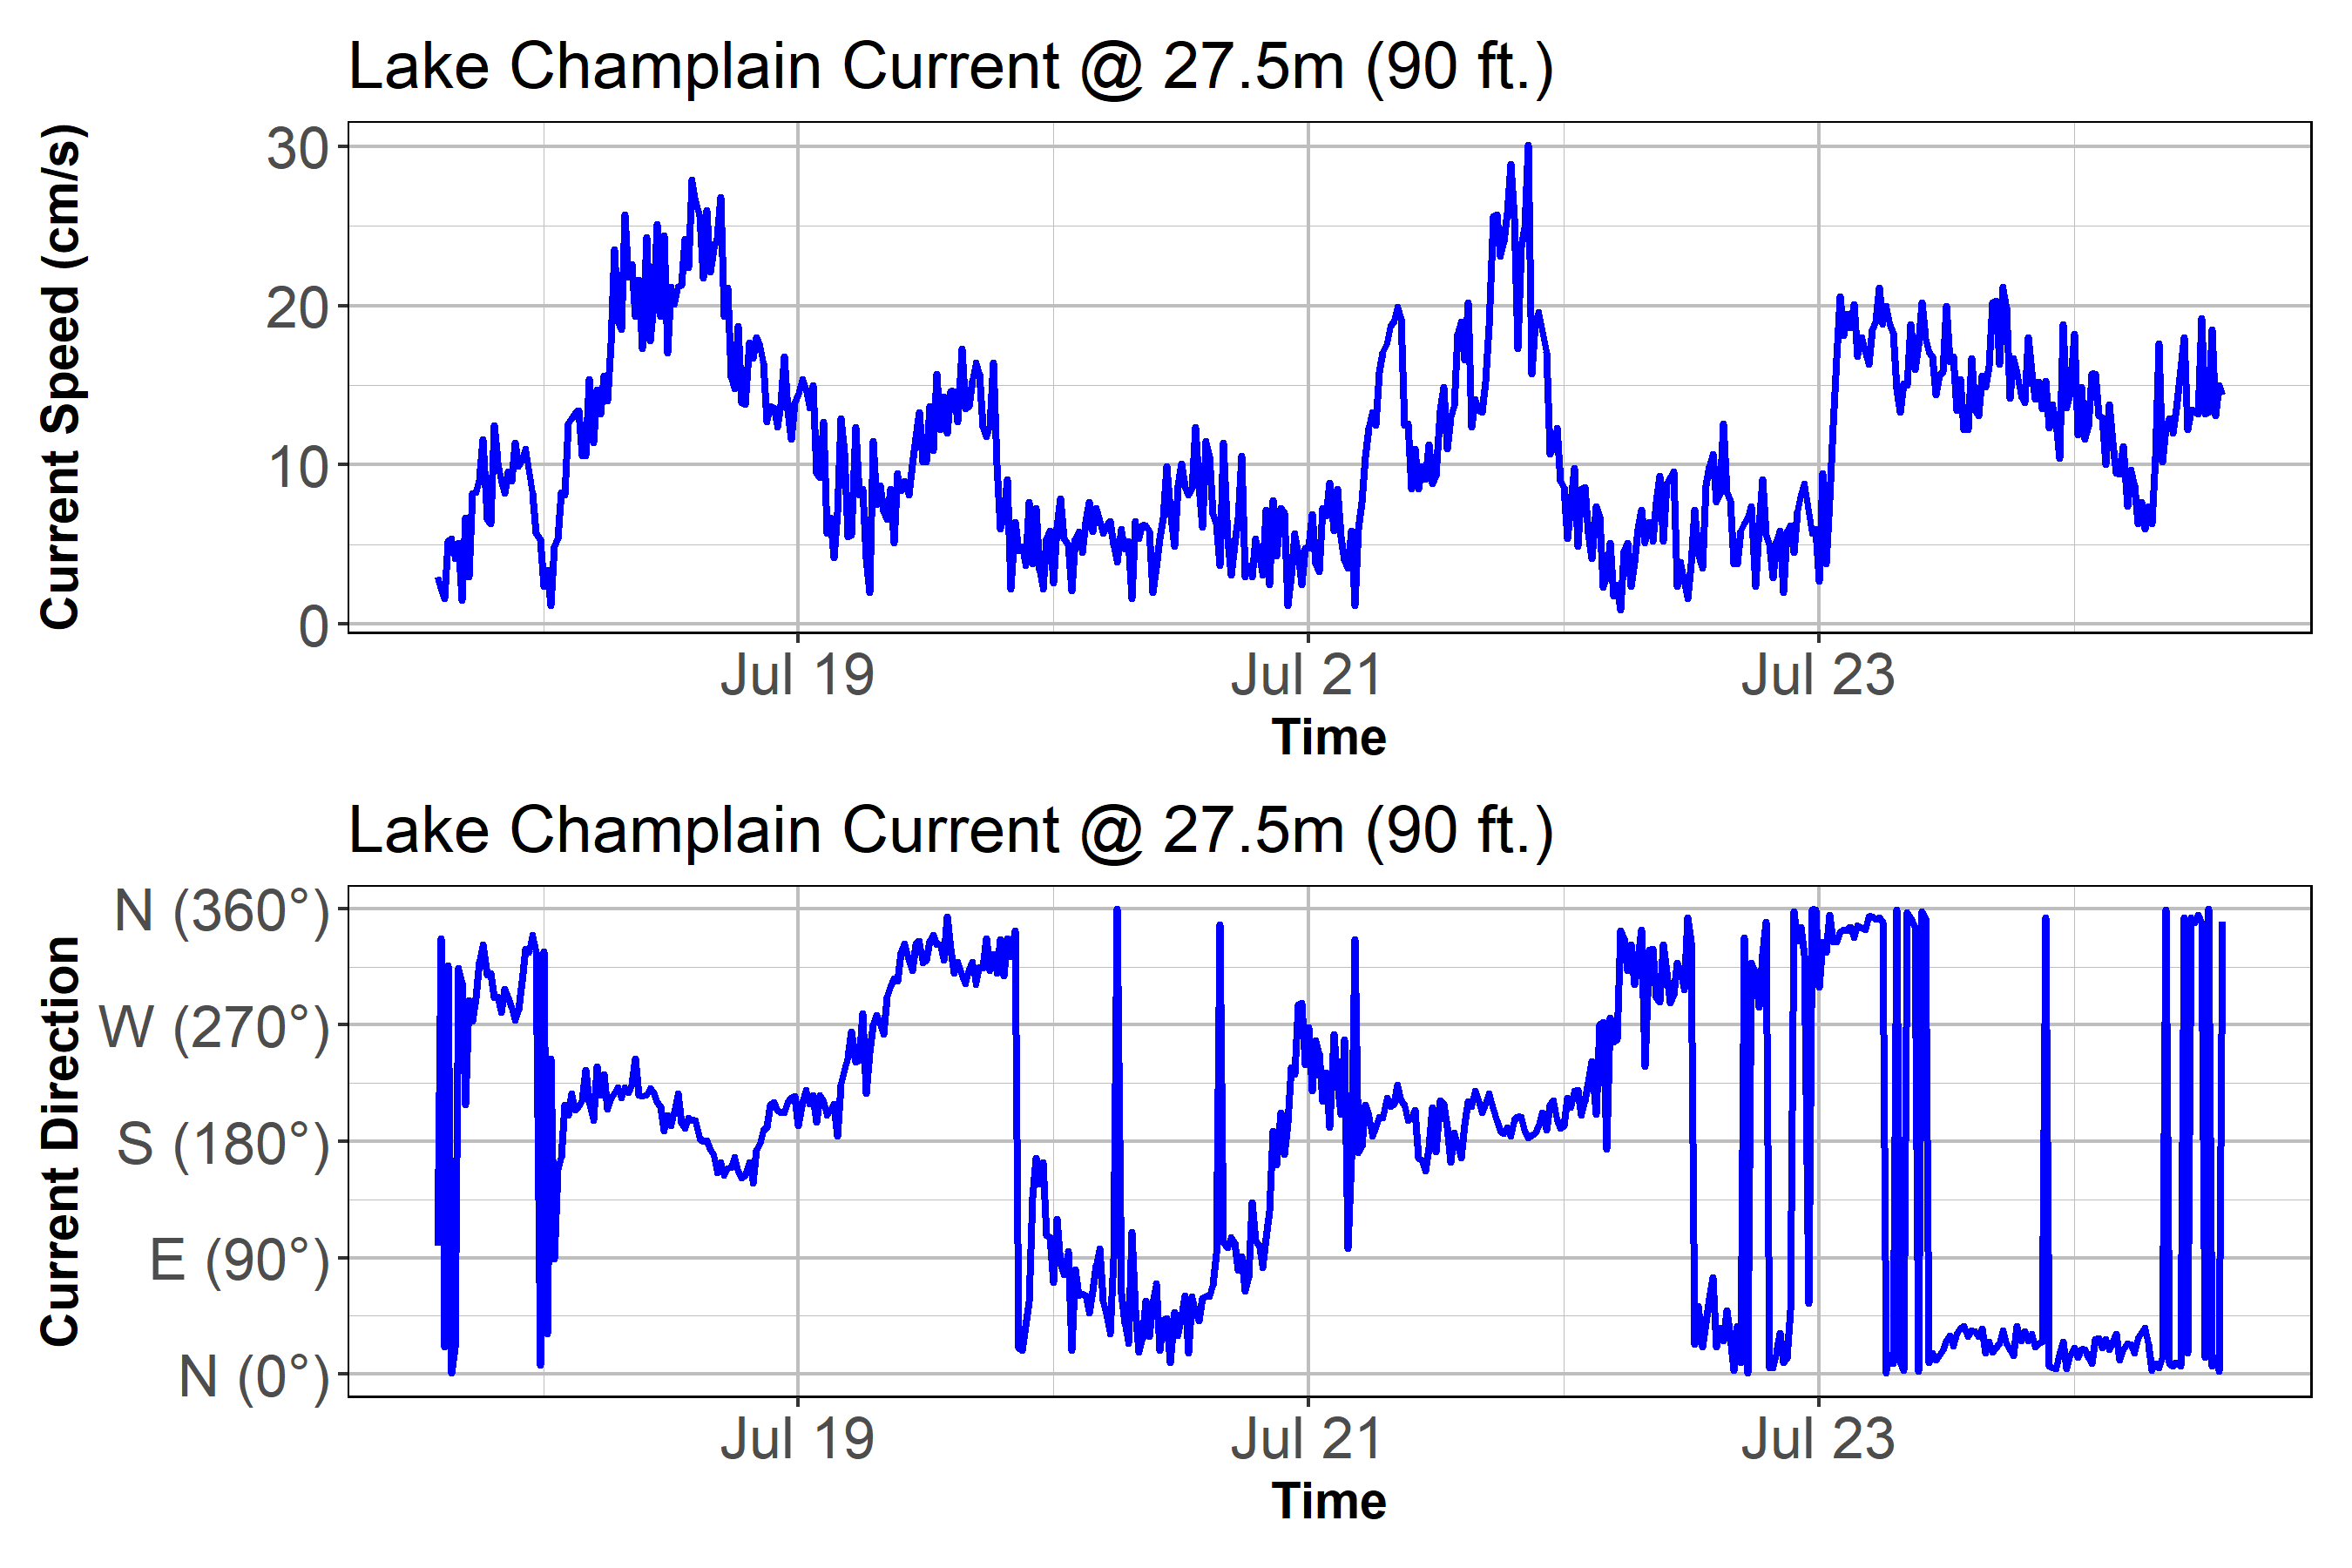 Lake Champlain Current @ 27.5m (90 ft.)
Current Speed (cm/s)
30
20
10
0
Jul 19 Jul 21 Jul 23
Time
Lake Champlain Current @ 27.5m (90 ft.)
Current Direction
N (360°)
W (270°)
S (180°)
E (90°)
N (0°)
Jul 19 Jul 21 Jul 23
Time